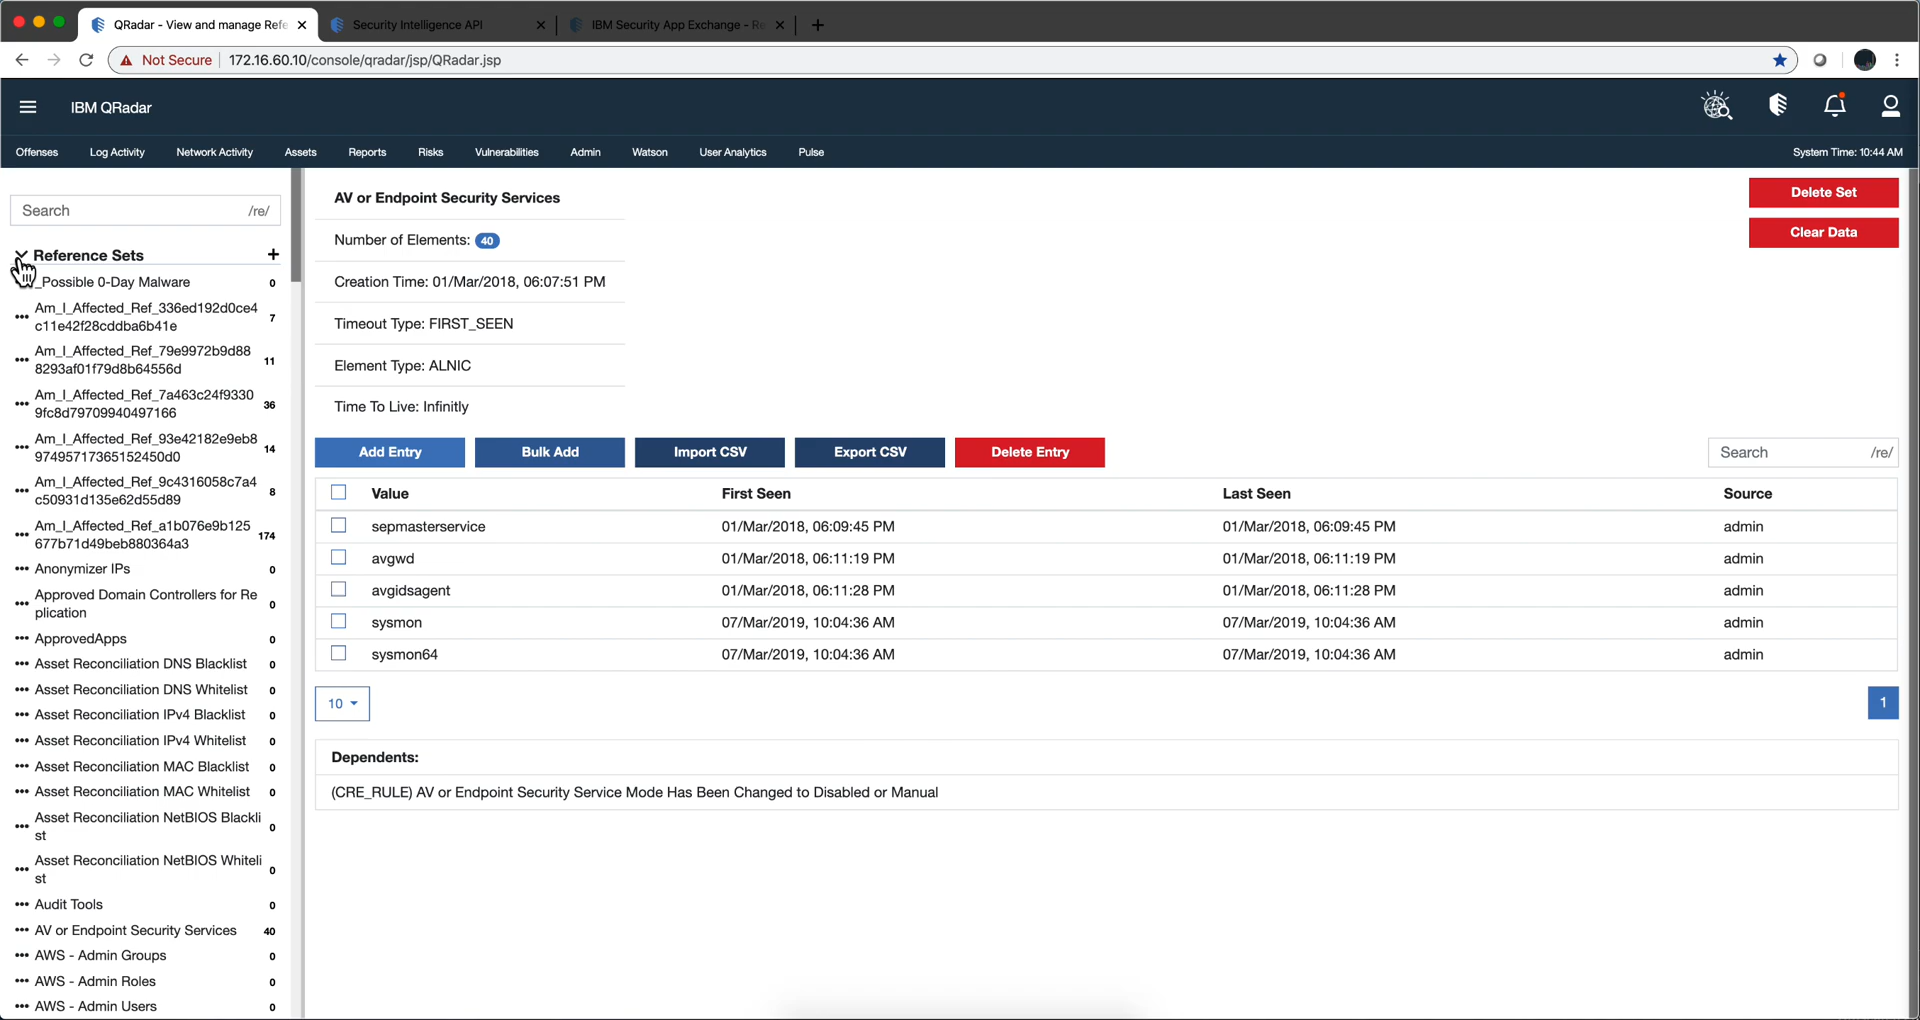 QRadar - View and manage Refe
Security Intelligence API
IBM Security App Exchange - Re
Not Secure
172.16.60.10/console/qradar/jsp/QRadar.jsp
IBM QRadar
Offenses
Log Activity
Network Activity
Assets
Reports
Risks
Vulnerabilities
Admin
Watson
User Analytics
Pulse
System Time: 10:44 AM
Search /re/
Reference Sets +
_Possible 0-Day Malware 0
Am_I_Affected_Ref_336ed192d0ce4
c11e42f28cddba6b41e 7
Am_I_Affected_Ref_79e9972b9d88
8293af01f79d8b64556d 11
Am_I_Affected_Ref_7a463c24f9330
9fc8d79709940497166 36
Am_I_Affected_Ref_93e42182e9eb8
97495717365152450d0 14
Am_I_Affected_Ref_9c4316058c7a4
c50931d135e62d55d89 8
Am_I_Affected_Ref_a1b076e9b125
677b71d49beb880364a3 174
Anonymizer IPs 0
Approved Domain Controllers for Re
plication 0
ApprovedApps 0
Asset Reconciliation DNS Blacklist 0
Asset Reconciliation DNS Whitelist 0
Asset Reconciliation IPv4 Blacklist 0
Asset Reconciliation IPv4 Whitelist 0
Asset Reconciliation MAC Blacklist 0
Asset Reconciliation MAC Whitelist 0
Asset Reconciliation NetBIOS Blackli
st 0
Asset Reconciliation NetBIOS Whiteli
st 0
Audit Tools 0
AV or Endpoint Security Services 40
AWS - Admin Groups 0
AWS - Admin Roles 0
AWS - Admin Users 0
AV or Endpoint Security Services
Number of Elements: 40
Creation Time: 01/Mar/2018, 06:07:51 PM
Timeout Type: FIRST_SEEN
Element Type: ALNIC
Time To Live: Infinitly
Delete Set
Clear Data
Add Entry
Bulk Add
Import CSV
Export CSV
Delete Entry
Search /re/
Value First Seen Last Seen Source
sepmasterservice 01/Mar/2018, 06:09:45 PM 01/Mar/2018, 06:09:45 PM admin
avgwd 01/Mar/2018, 06:11:19 PM 01/Mar/2018, 06:11:19 PM admin
avgidsagent 01/Mar/2018, 06:11:28 PM 01/Mar/2018, 06:11:28 PM admin
sysmon 07/Mar/2019, 10:04:36 AM 07/Mar/2019, 10:04:36 AM admin
sysmon64 07/Mar/2019, 10:04:36 AM 07/Mar/2019, 10:04:36 AM admin
10
1
Dependents:
(CRE_RULE) AV or Endpoint Security Service Mode Has Been Changed to Disabled or Manual